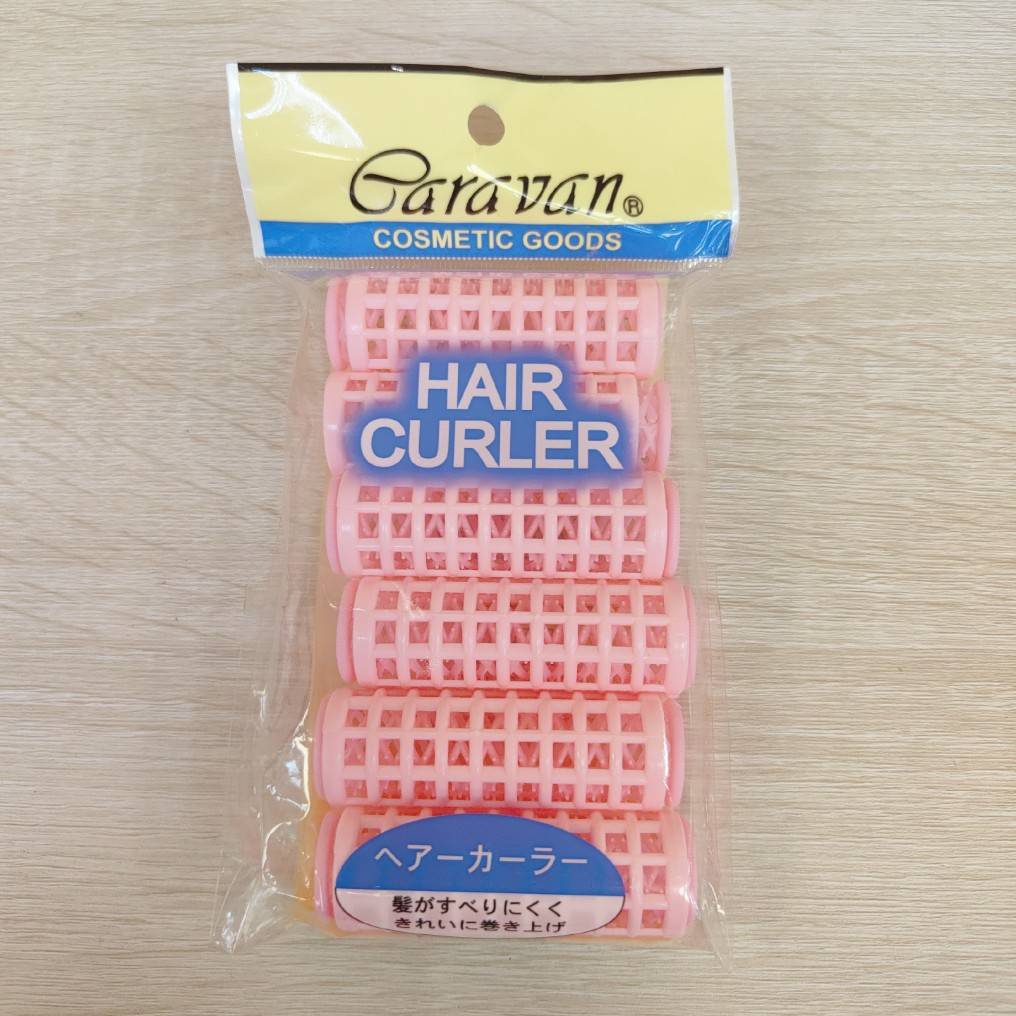 Caravan®
COSMETIC GOODS
HAIR
CURLER
ヘアーカーラー
髪がすべりにくく
きれいに巻き上げ